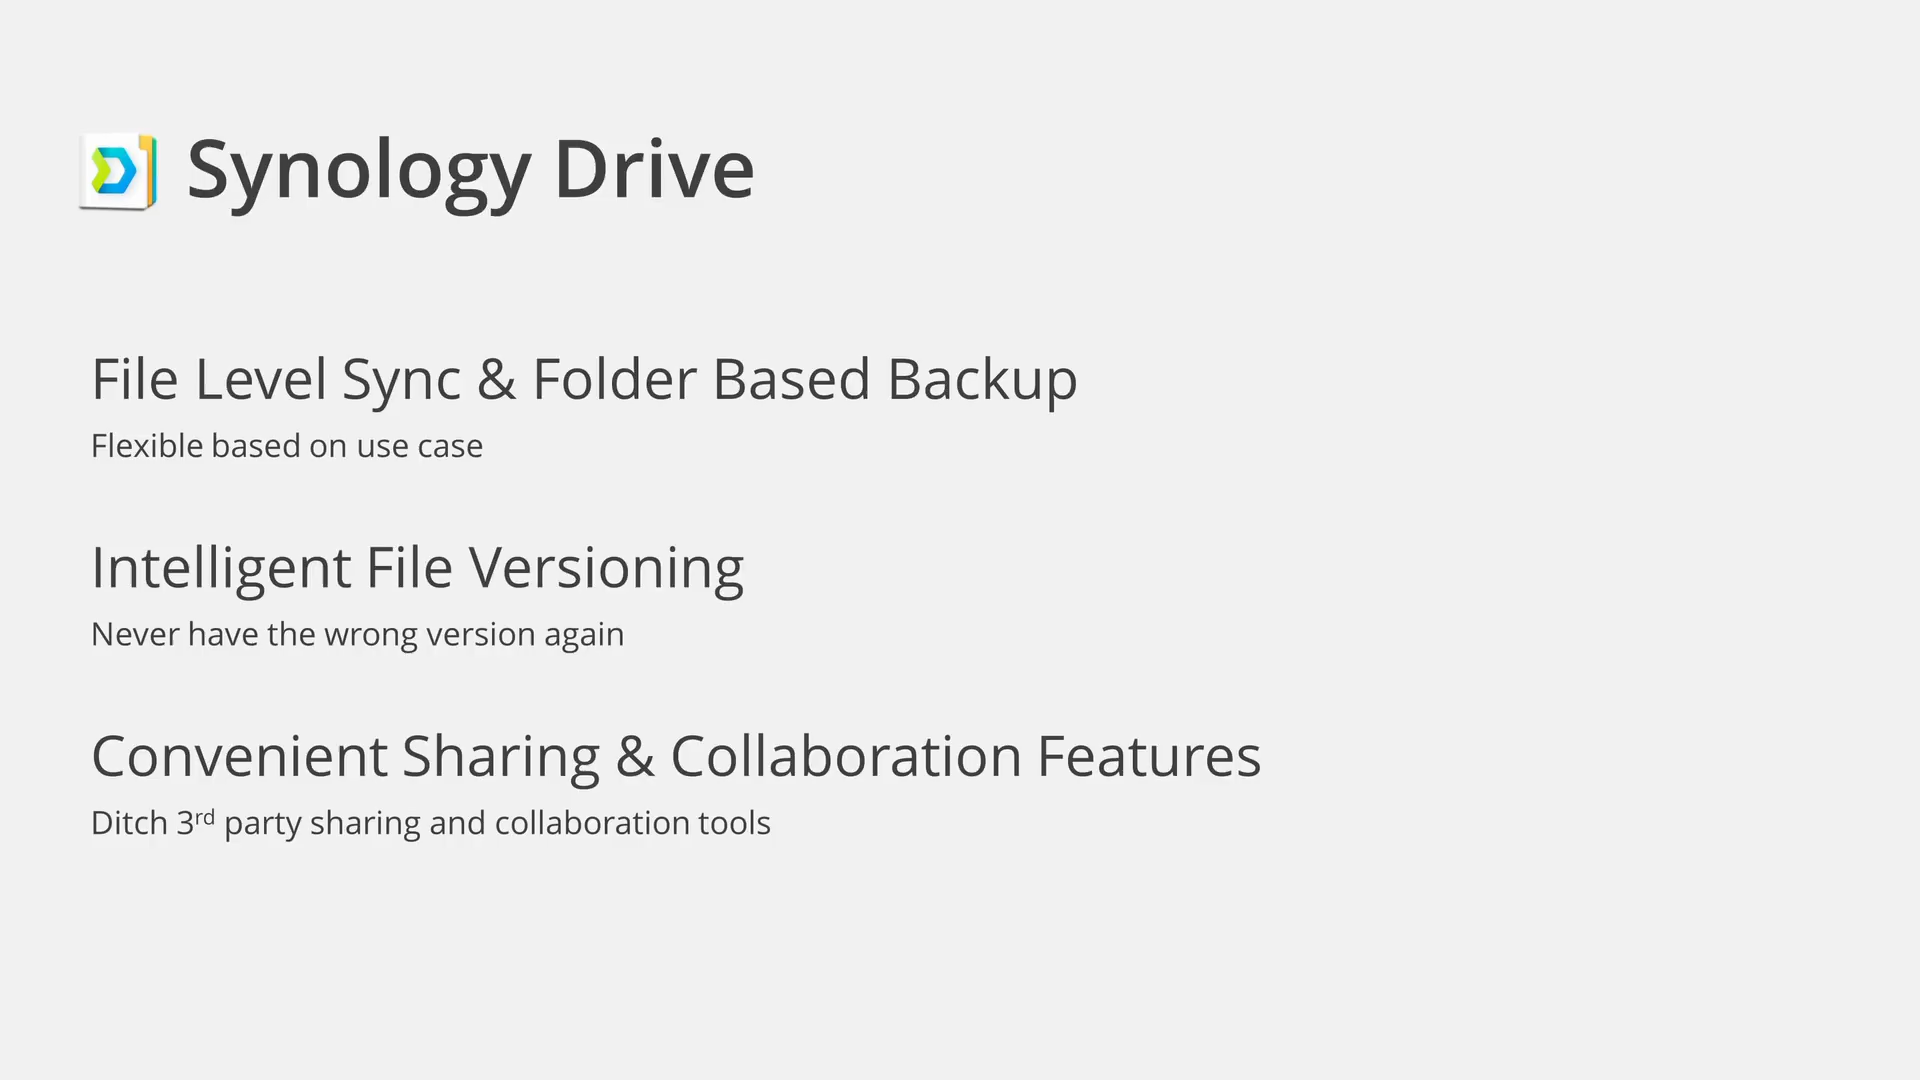 Synology Drive
File Level Sync & Folder Based Backup
Flexible based on use case
Intelligent File Versioning
Never have the wrong version again
Convenient Sharing & Collaboration Features
Ditch 3rd party sharing and collaboration tools